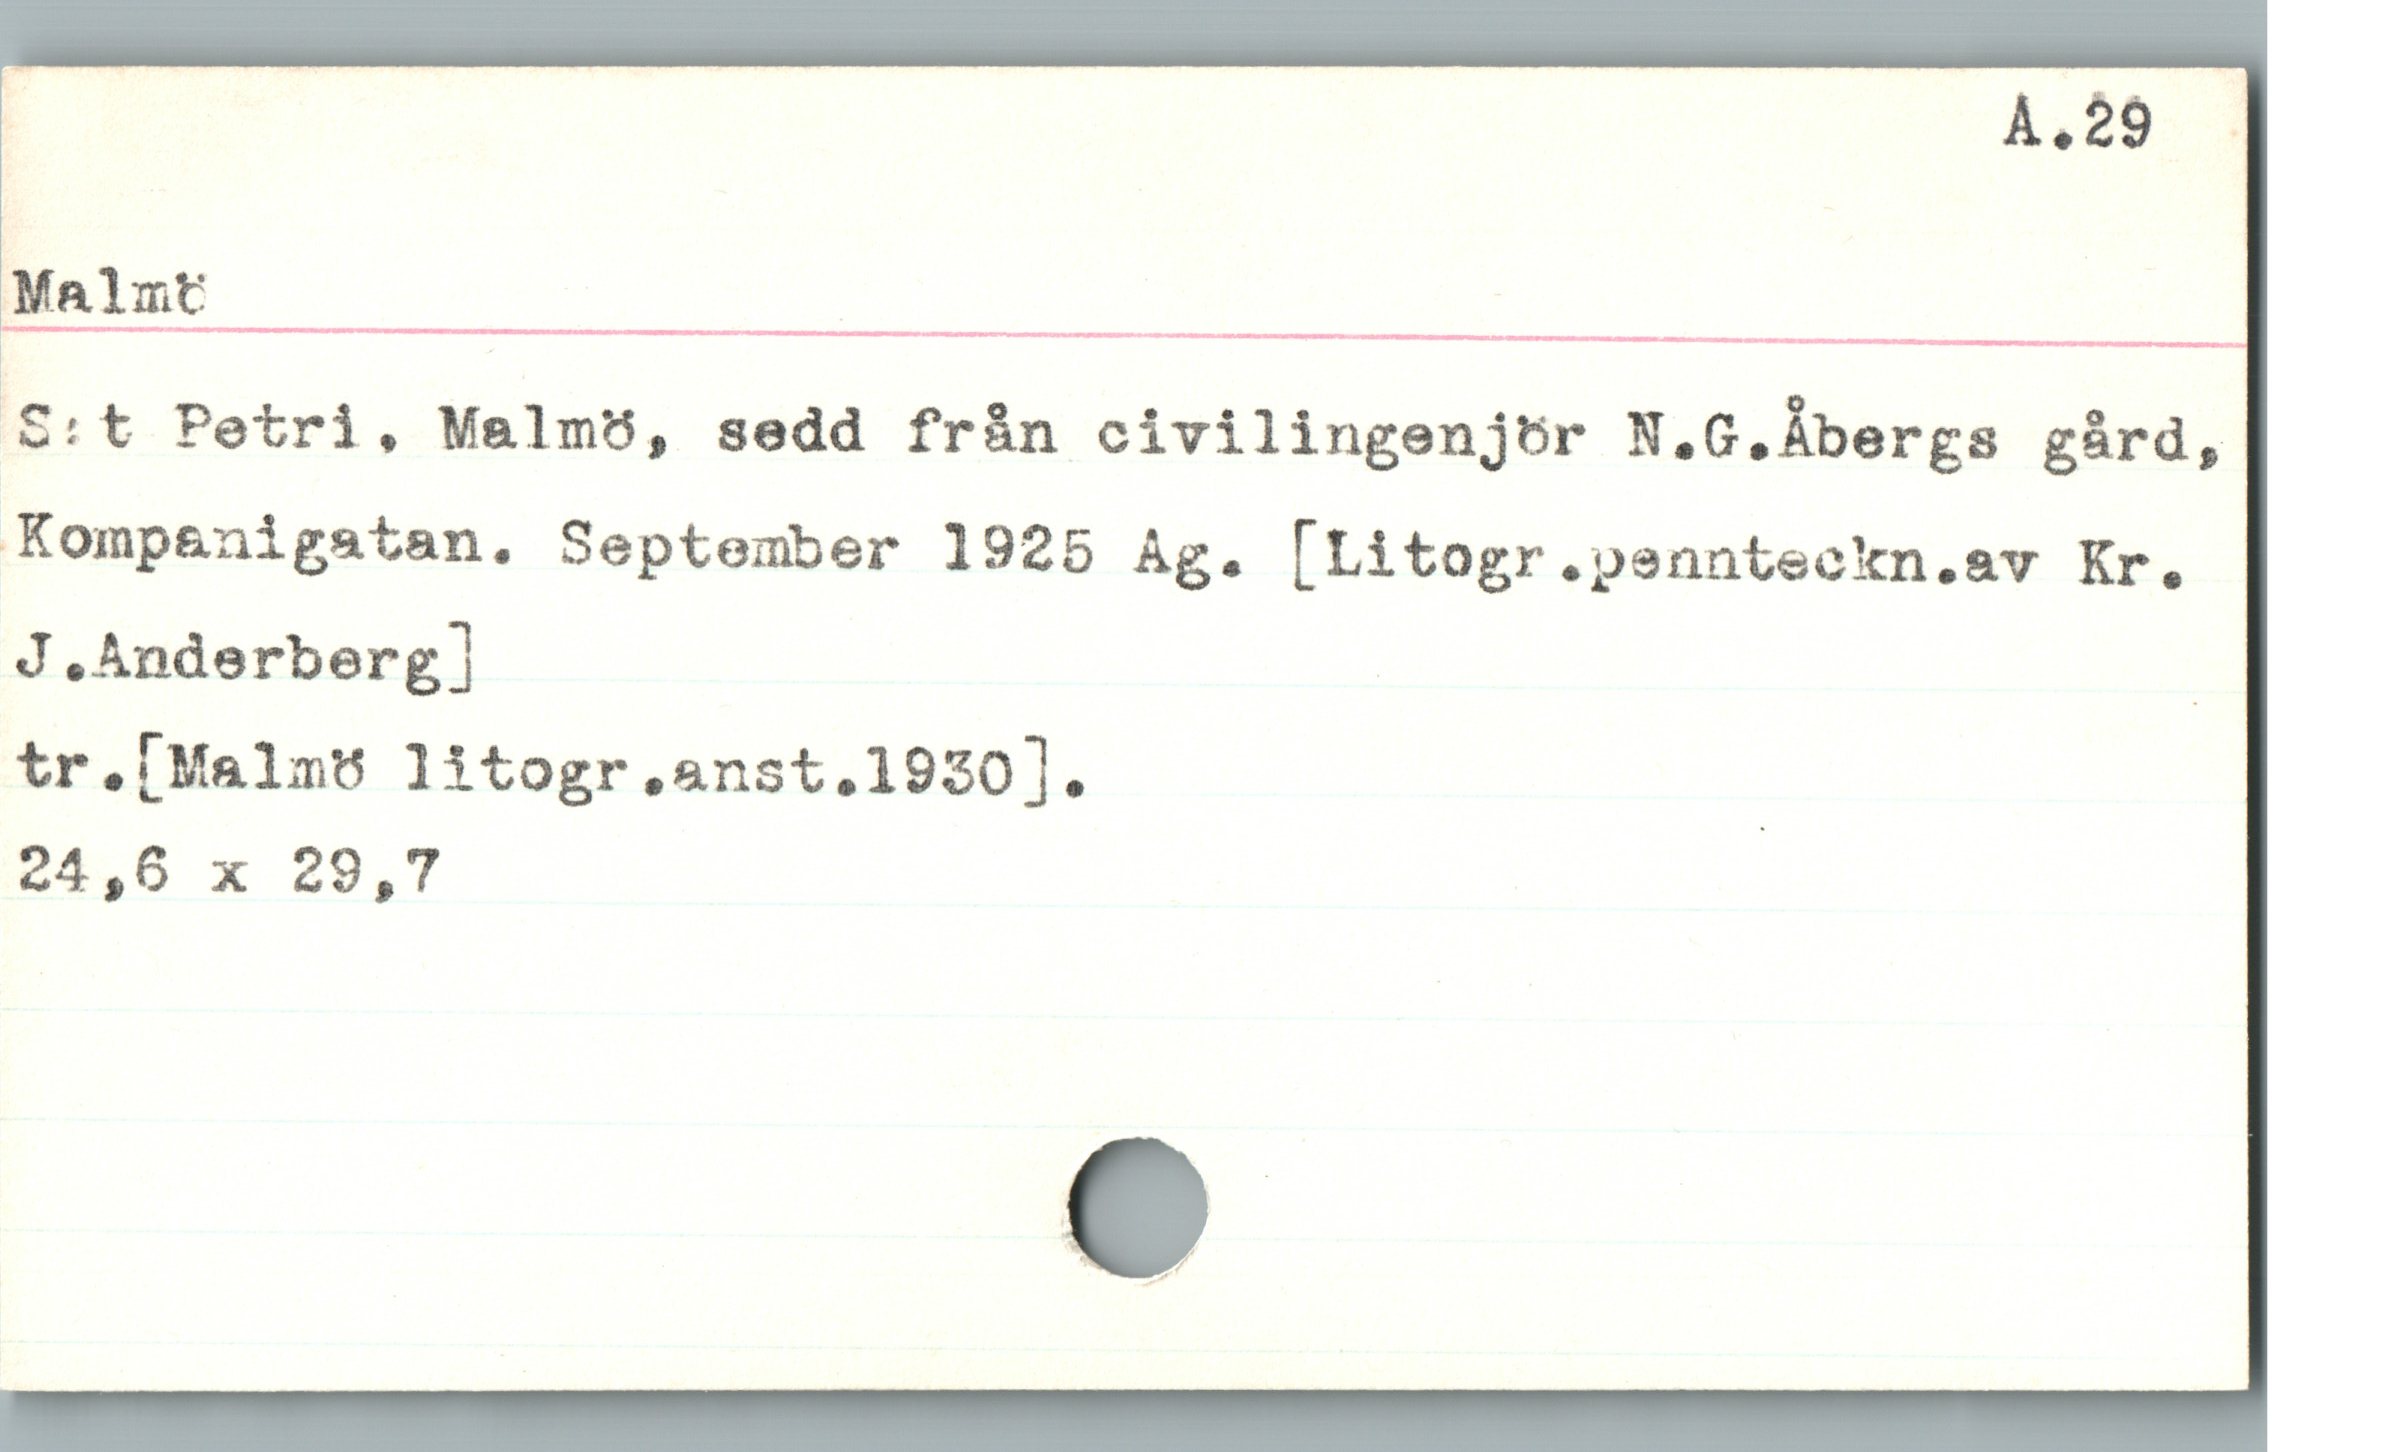 A.29
Malmö
S:t Petri. Malmö, sedd från civilingenjör N.G.Åbergs gård,
Kompanigatan. September 1925 Ag. [Litogr.pennteckn.av Kr.
J.Anderberg]
tr.[Malmö litogr.anst.1930].
24,6 x 29,7